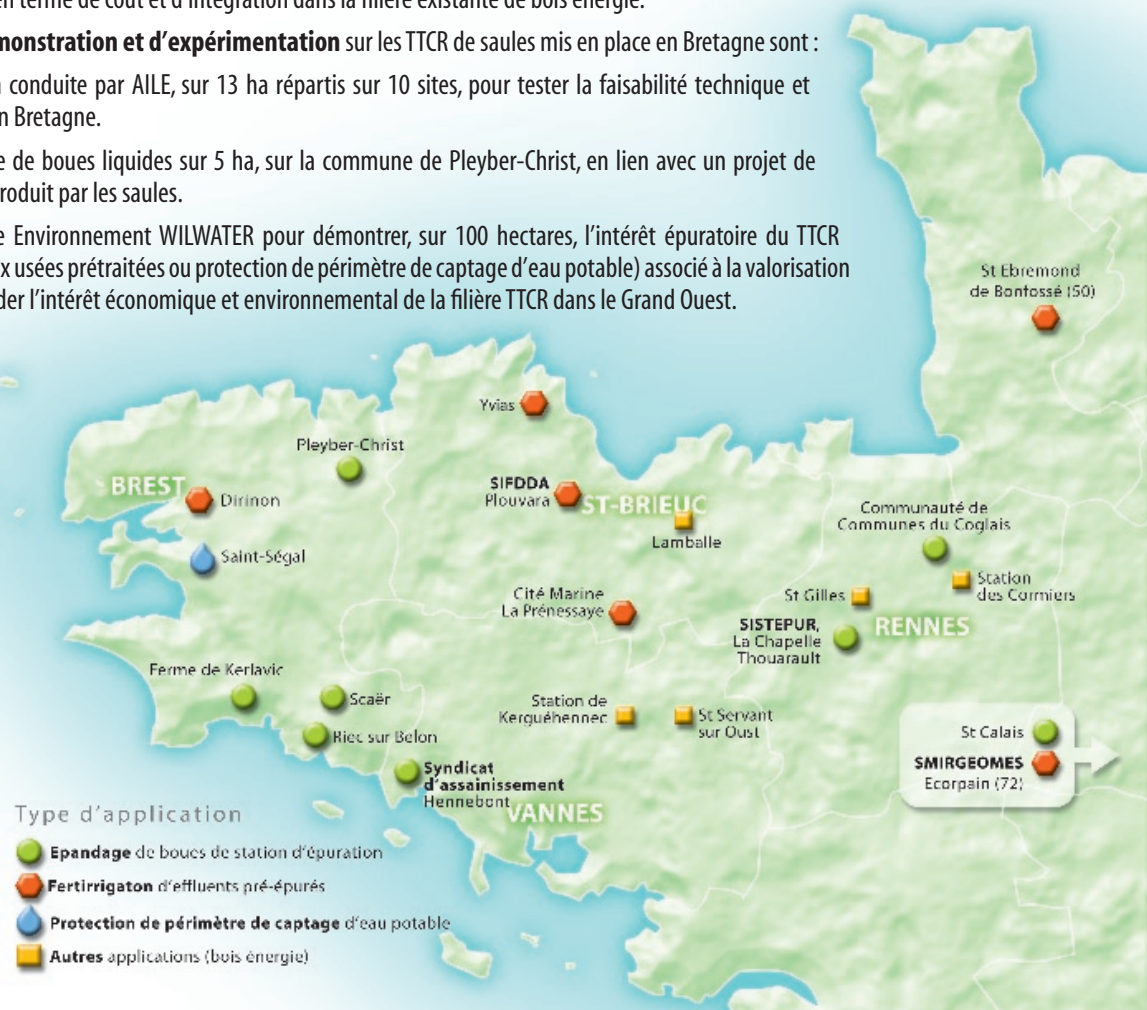 en terme de coût et d'intégration dans la filière existante de bois énergie.
monstration et d'expérimentation sur les TTCR de saules mis en place en Bretagne sont :
conduite par AILE, sur 13 ha répartis sur 10 sites, pour tester la faisabilité technique et
n Bretagne.
e de boues liquides sur 5 ha, sur la commune de Pleyber-Christ, en lien avec un projet de
roduit par les saules.
e Environnement WILWATER pour démontrer, sur 100 hectares, l'intérêt épuratoire du TTCR
x usées prétraitées ou protection de périmètre de captage d'eau potable) associé à la valorisation
der l'intérêt économique et environnemental de la filière TTCR dans le Grand Ouest.
St Ebremond
de Bonfossé (50)
Yvias
Pleyber-Christ
BREST
Dirinon
SIFDDA
Plouvara
ST-BRIEUC
Lamballe
Communauté de
Communes du Coglais
Saint-Ségal
Station
des Cormiers
Cité Marine
La Prénessaye
St Gilles
SISTEPUR,
La Chapelle
Thouarault
RENNES
Ferme de Kerlavic
Scaër
Riec sur Belon
Station de
Kerguéhennec
St Servant
sur Oust
St Calais
SMIRGEOMES
Ecorpain (72)
Syndicat
d'assainissement
Hennebont
VANNES
Type d'application
Epandage de boues de station d'épuration
Fertirrigaton d'effluents pré-épurés
Protection de périmètre de captage d'eau potable
Autres applications (bois énergie)